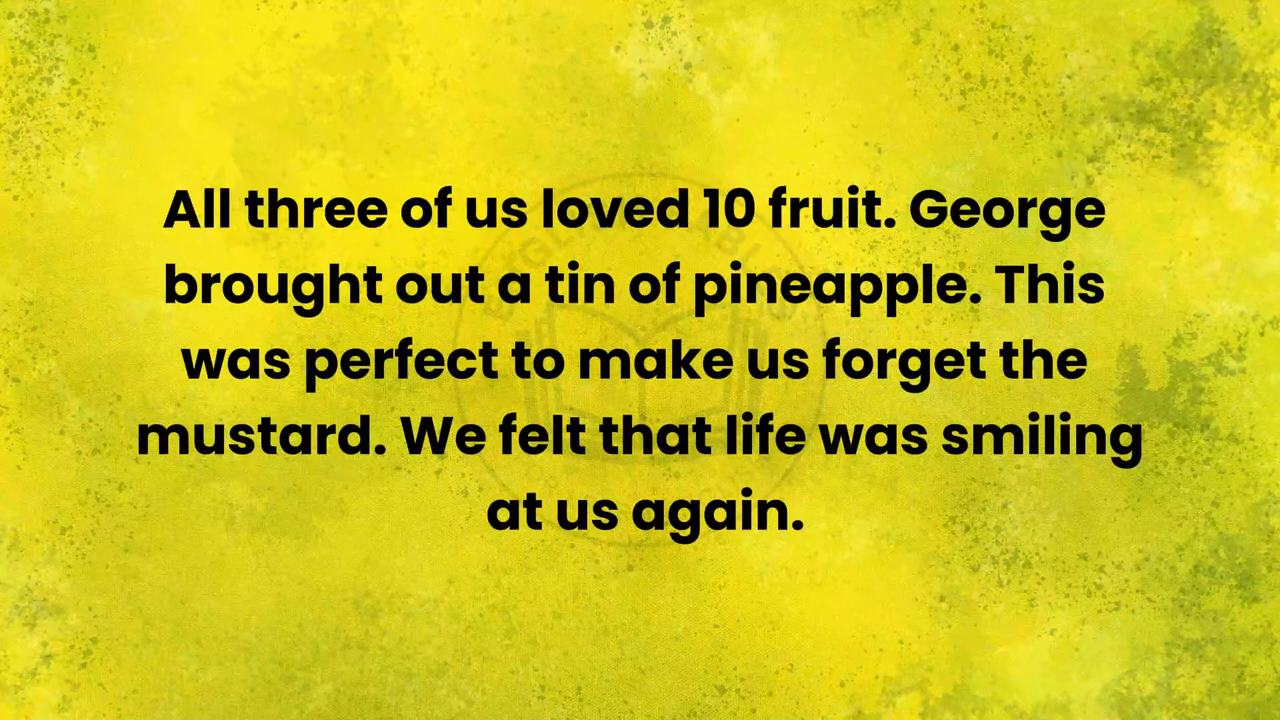 All three of us loved 10 fruit. George
brought out a tin of pineapple. This
was perfect to make us forget the
mustard. We felt that life was smiling
at us again.